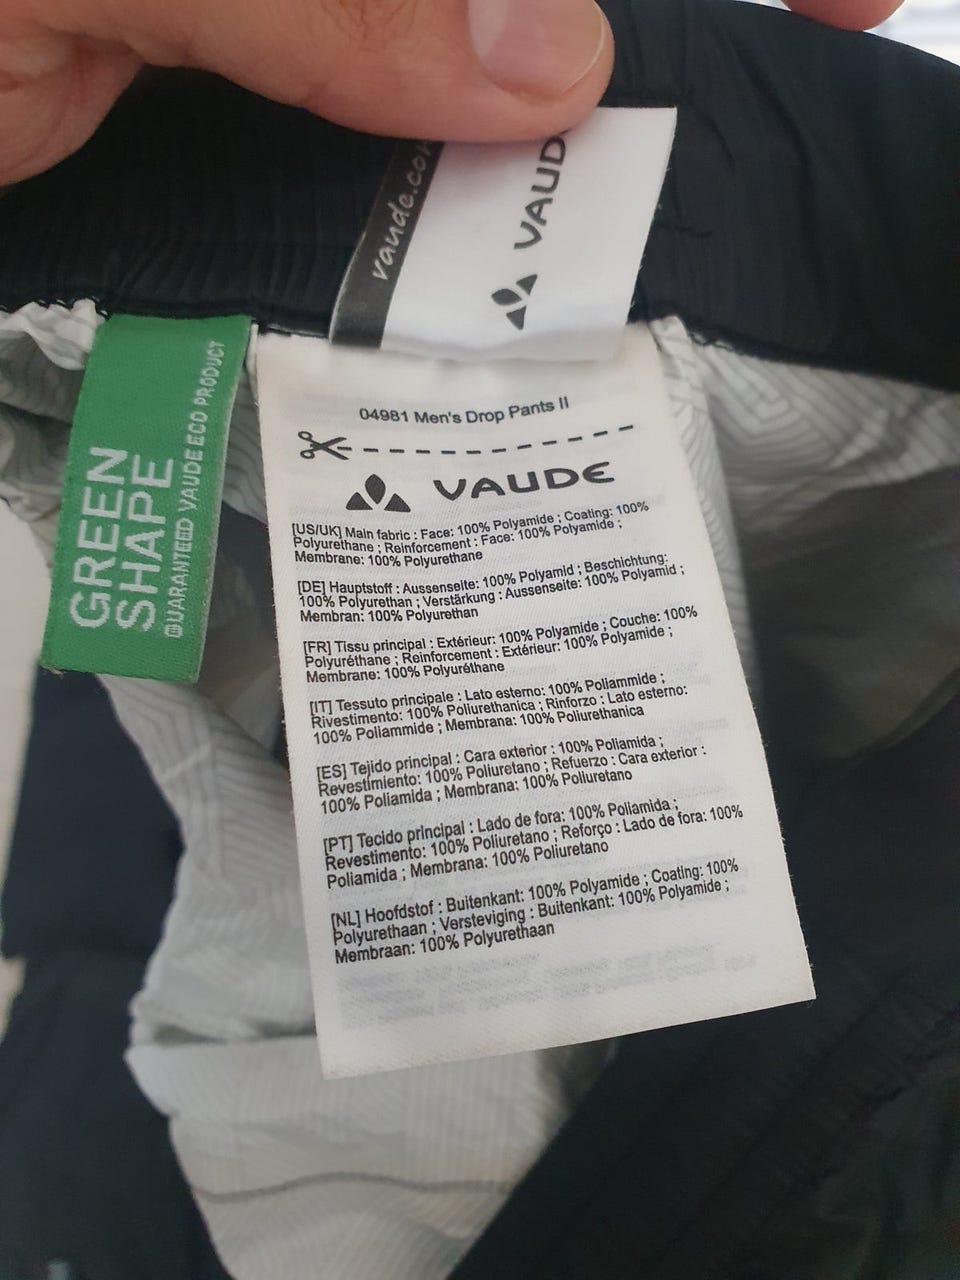 vaude.com
VAUD
GREEN
SHAPE
GUARANTEED VAUDE ECO PRODUCT
04981 Men's Drop Pants II
VAUDE
[US/UK] Main fabric : Face: 100% Polyamide ; Coating: 100%
Polyurethane ; Reinforcement : Face: 100% Polyamide ;
Membrane: 100% Polyurethane
[DE] Hauptstoff : Aussenseite: 100% Polyamid ; Beschichtung:
100% Polyurethan ; Verstärkung : Aussenseite: 100% Polyamid ;
Membran: 100% Polyurethan
[FR] Tissu principal : Extérieur: 100% Polyamide ; Couche: 100%
Polyuréthane ; Reinforcement : Extérieur: 100% Polyamide ;
Membrane: 100% Polyuréthane
[IT] Tessuto principale : Lato esterno: 100% Poliammide ;
Rivestimento: 100% Poliurethanica ; Rinforzo : Lato esterno:
100% Poliammide ; Membrana: 100% Poliurethanica
[ES] Tejido principal : Cara exterior : 100% Poliamida ;
Revestimiento: 100% Poliuretano ; Refuerzo : Cara exterior :
100% Poliamida ; Membrana: 100% Poliuretano
[PT] Tecido principal : Lado de fora: 100% Poliamida ;
Revestimento: 100% Poliuretano ; Reforço : Lado de fora: 100%
Poliamida ; Membrana: 100% Poliuretano
[NL] Hoofdstof : Buitenkant: 100% Polyamide ; Coating: 100%
Polyurethaan ; Versteviging : Buitenkant: 100% Polyamide ;
Membraan: 100% Polyurethaan